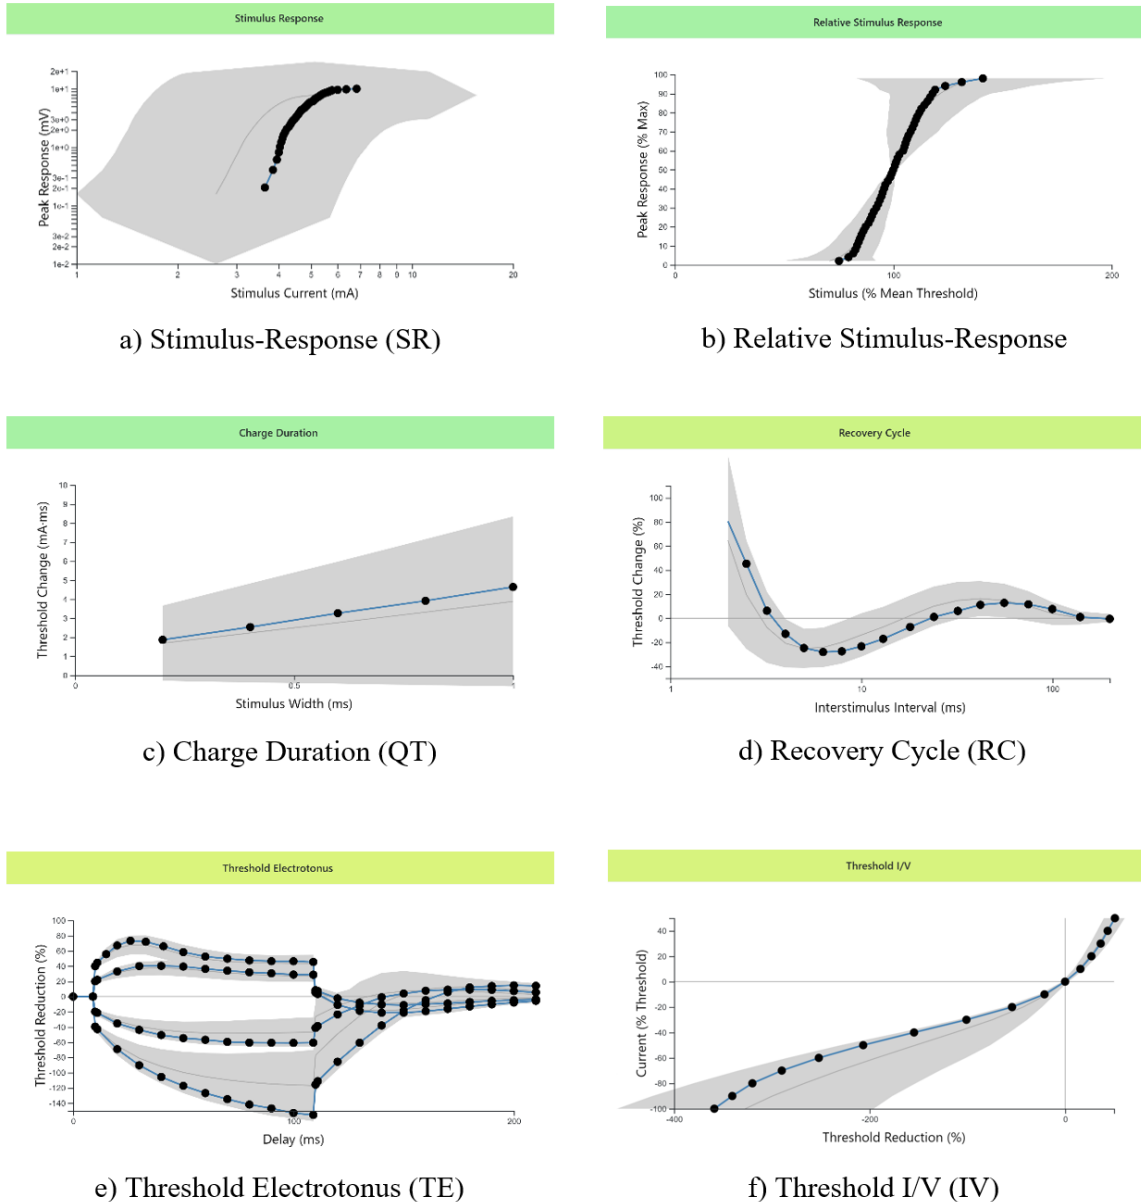 Stimulus Response
Peak Response (mV)
2e+1
1e+1
3e+0
2e+0
1e+0
3e-1
2e-1
1e-1
3e-2
2e-2
1e-2
1 2 3 4 5 6 7 8 9 10 20
Stimulus Current (mA)
a) Stimulus-Response (SR)
Relative Stimulus Response
Peak Response (% Max)
100
90
80
70
60
50
40
30
20
10
0
0 100 200
Stimulus (% Mean Threshold)
b) Relative Stimulus-Response
Charge Duration
Threshold Change (mA·ms)
10
9
8
7
6
5
4
3
2
1
0
0 0.5 1
Stimulus Width (ms)
c) Charge Duration (QT)
Recovery Cycle
Threshold Change (%)
100
80
60
40
20
0
-20
-40
1 10 100
Interstimulus Interval (ms)
d) Recovery Cycle (RC)
Threshold Electrotonus
Threshold Reduction (%)
100
80
60
40
20
0
-20
-40
-60
-80
-100
-120
-140
0 100 200
Delay (ms)
e) Threshold Electrotonus (TE)
Threshold I/V
Current (% Threshold)
40
20
0
-20
-40
-60
-80
-100
-400 -200 0
Threshold Reduction (%)
f) Threshold I/V (IV)